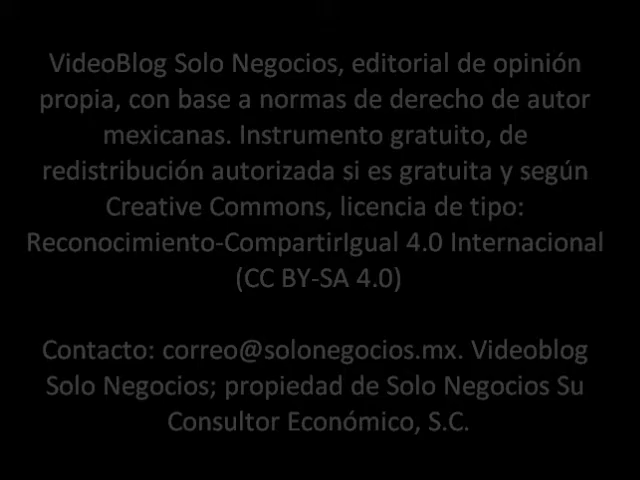 VideoBlog Solo Negocios, editorial de opinión
propia, con base a normas de derecho de autor
mexicanas. Instrumento gratuito, de
redistribución autorizada si es gratuita y según
Creative Commons, licencia de tipo:
Reconocimiento-CompartirIgual 4.0 Internacional
(CC BY-SA 4.0)
Contacto: correo@solonegocios.mx. Videoblog
Solo Negocios; propiedad de Solo Negocios Su
Consultor Económico, S.C.